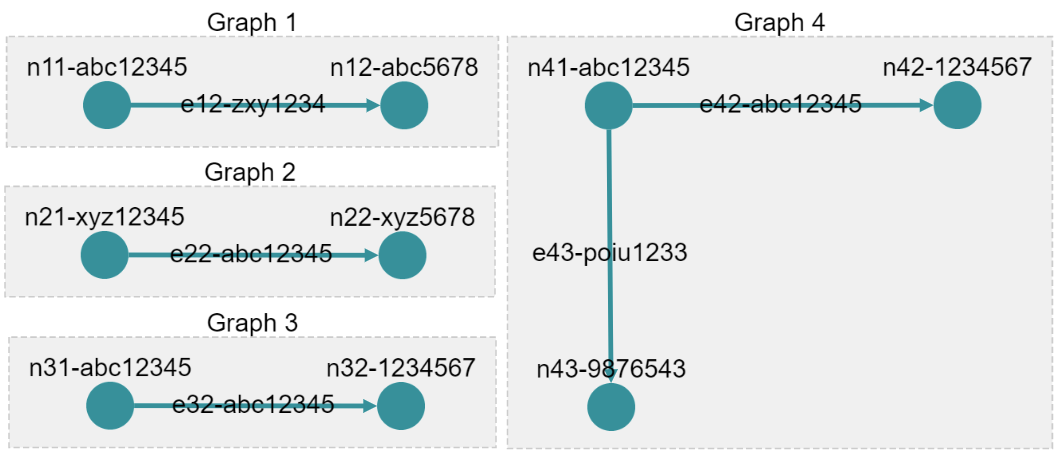 Graph 1
n11-abc12345
n12-abc5678
e12-zxy1234
Graph 2
n21-xyz12345
n22-xyz5678
e22-abc12345
Graph 3
n31-abc12345
n32-1234567
e32-abc12345
Graph 4
n41-abc12345
n42-1234567
e42-abc12345
e43-poiu1233
n43-9876543